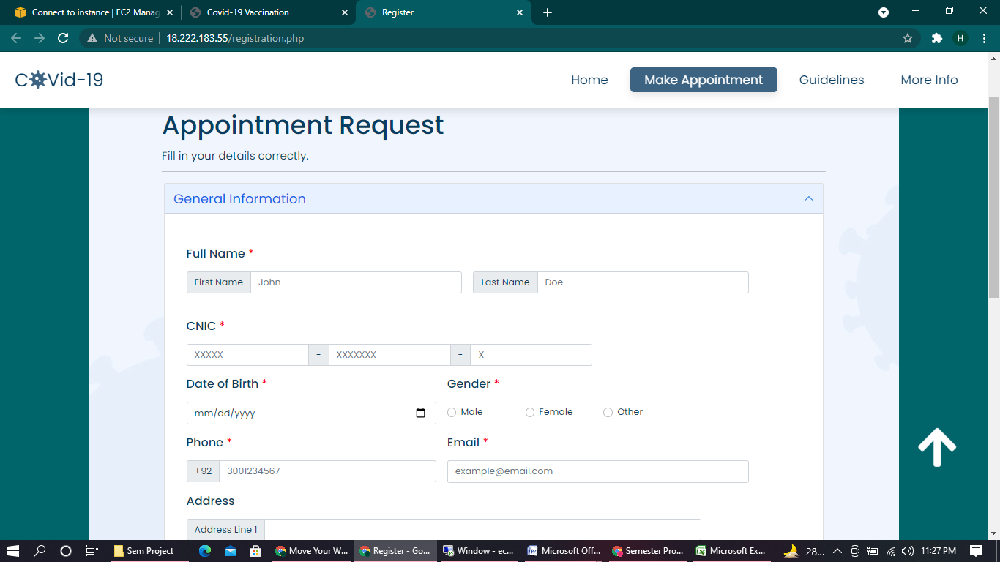 Connect to instance | EC2 Manag
Covid-19 Vaccination
Register
Not secure 18.222.183.55/registration.php
H
C Vid-19
Home
Make Appointment
Guidelines
More Info
Appointment Request
Fill in your details correctly.
General Information
Full Name *
First Name John
Last Name Doe
CNIC *
XXXXX - XXXXXXX - X
Date of Birth *
Gender *
mm/dd/yyyy
Male
Female
Other
Phone *
Email *
+92 3001234567
example@email.com
Address
Address Line 1
Sem Project
Move Your W...
Register - Go...
Window - ec...
Microsoft Off...
Semester Pro...
Microsoft Ex...
28...
11:27 PM